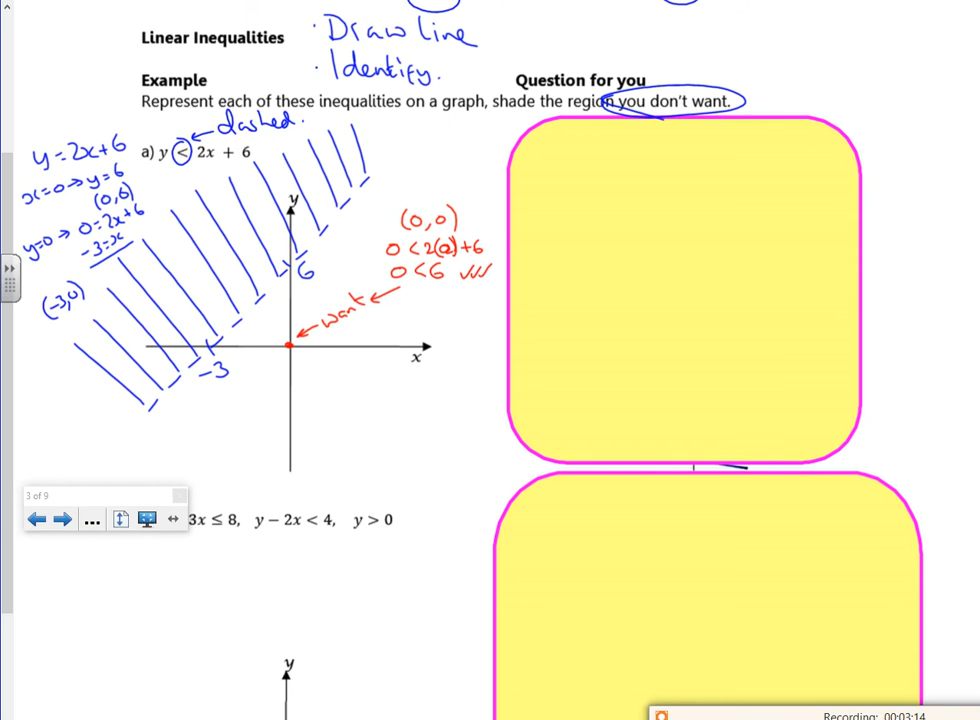 Linear Inequalities
· Draw line
· Identify.
Example
Question for you
Represent each of these inequalities on a graph, shade the region you don't want.
← dashed.
a) y < 2x + 6
y = 2x + 6
x=0 → y=6
(0,6)
y=0 → 0=2x+6
-3=x
(-3,0)
y
6
(0,0)
0 < 2(0)+6
0 < 6 ✓✓✓
← want ←
x
-3
3 of 9
...
3x ≤ 8, y − 2x < 4, y > 0
y
Recording: 00:03:14